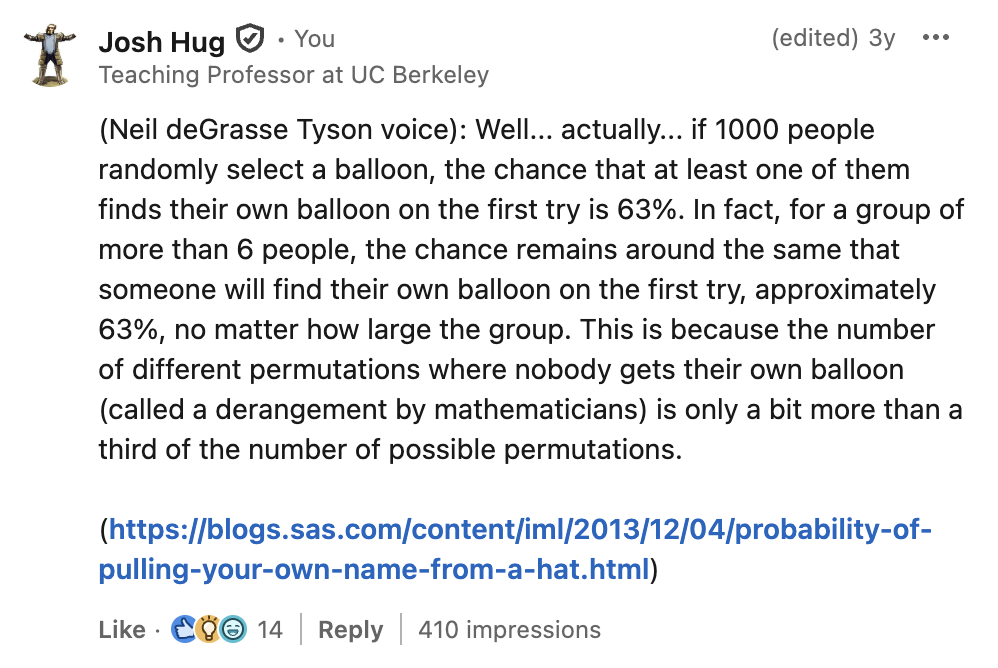 Josh Hug · You (edited) 3y
Teaching Professor at UC Berkeley
(Neil deGrasse Tyson voice): Well... actually... if 1000 people
randomly select a balloon, the chance that at least one of them
finds their own balloon on the first try is 63%. In fact, for a group of
more than 6 people, the chance remains around the same that
someone will find their own balloon on the first try, approximately
63%, no matter how large the group. This is because the number
of different permutations where nobody gets their own balloon
(called a derangement by mathematicians) is only a bit more than a
third of the number of possible permutations.
(https://blogs.sas.com/content/iml/2013/12/04/probability-of-
pulling-your-own-name-from-a-hat.html)
Like · 14 Reply 410 impressions